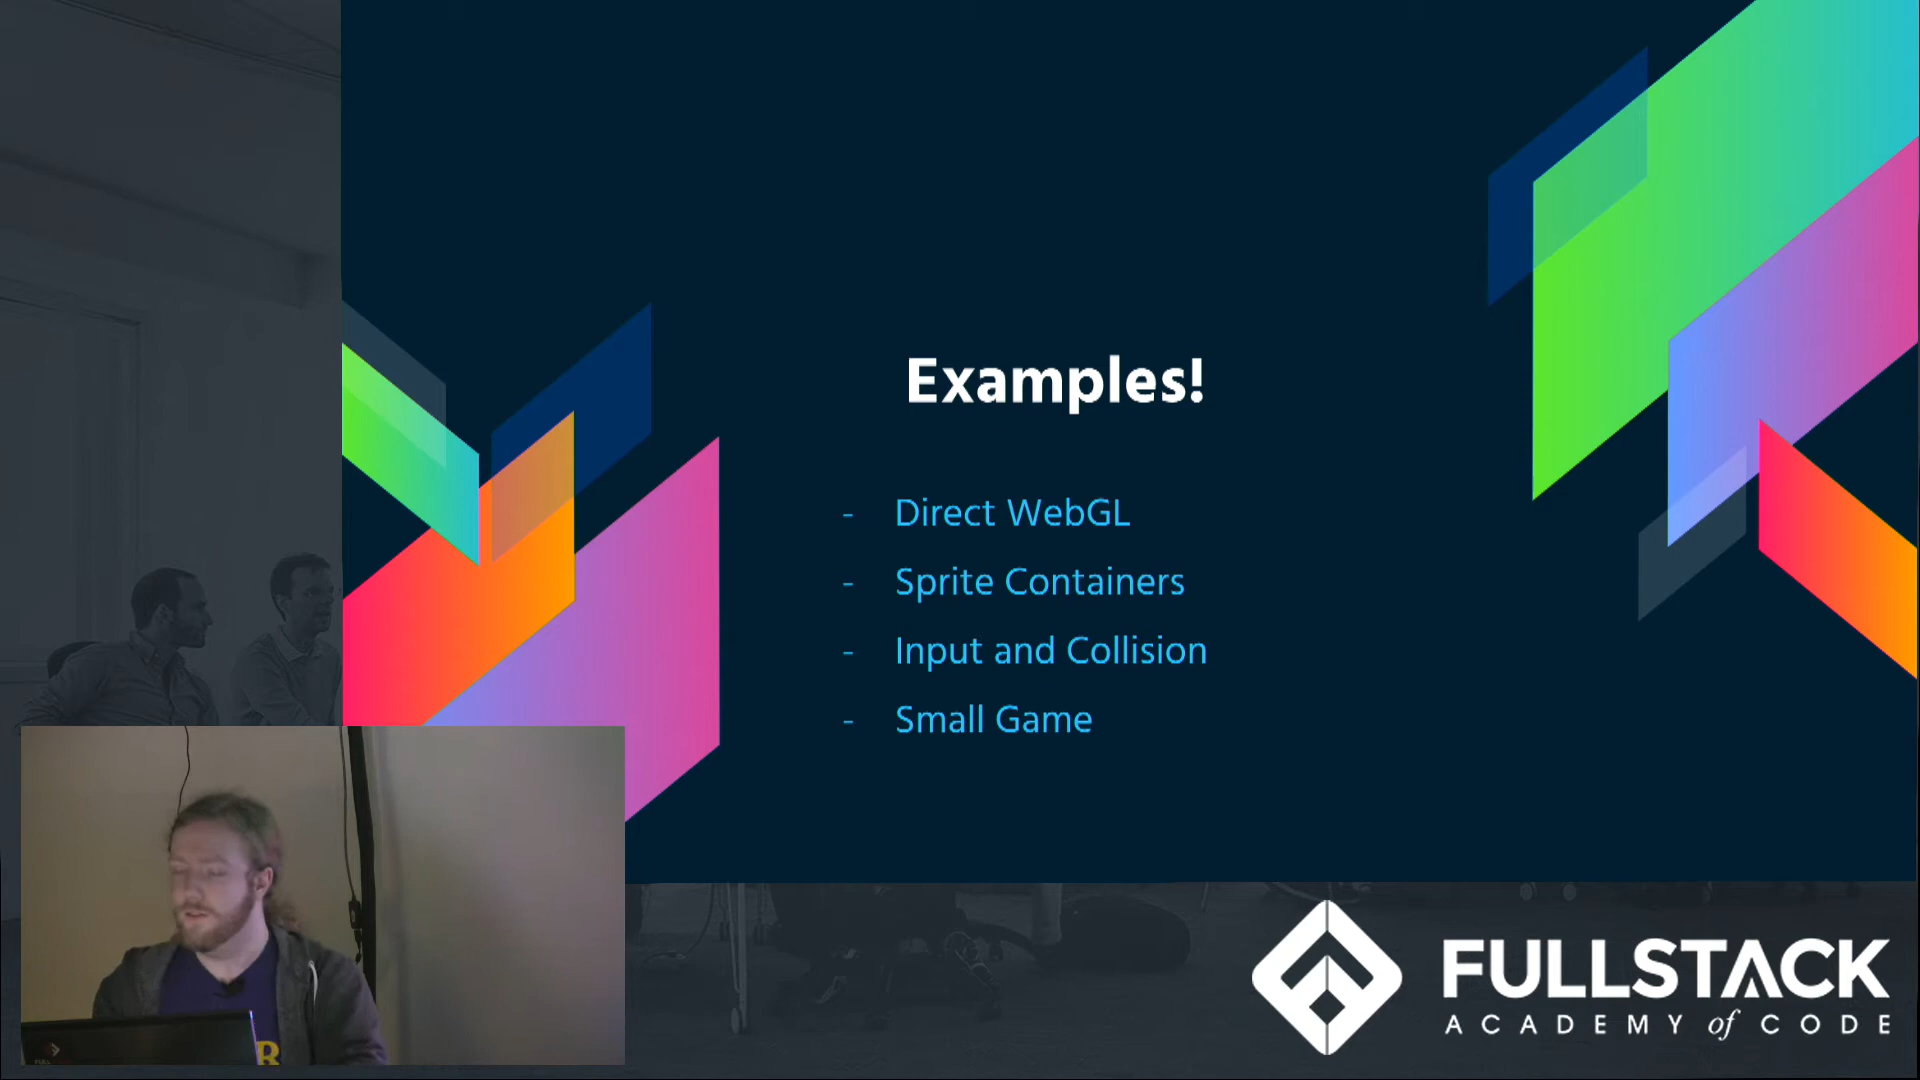 Examples!
- Direct WebGL
- Sprite Containers
- Input and Collision
- Small Game
FULLSTACK
ACADEMY of CODE